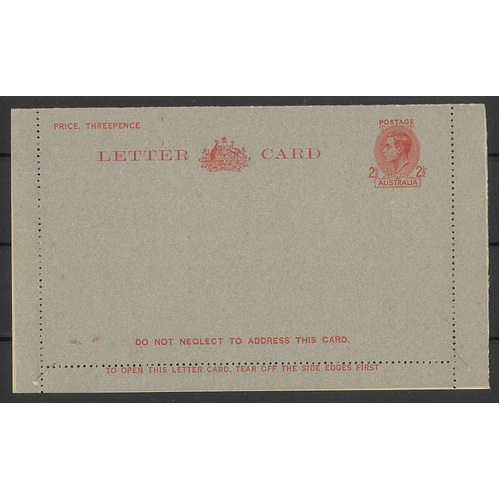 PRICE, THREEPENCE
POSTAGE
LETTER CARD
2½ 2½
AUSTRALIA
DO NOT NEGLECT TO ADDRESS THIS CARD.
TO OPEN THIS LETTER CARD, TEAR OFF THE SIDE EDGES FIRST